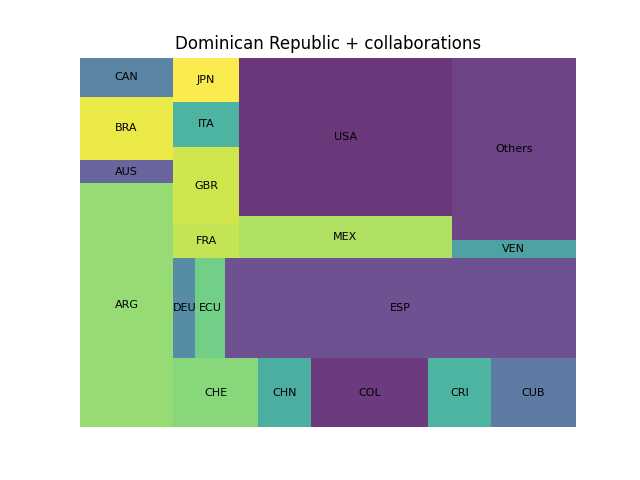 Dominican Republic + collaborations
CAN
JPN
BRA
ITA
USA
Others
AUS
GBR
FRA
MEX
VEN
ARG
DEU
ECU
ESP
CHE
CHN
COL
CRI
CUB